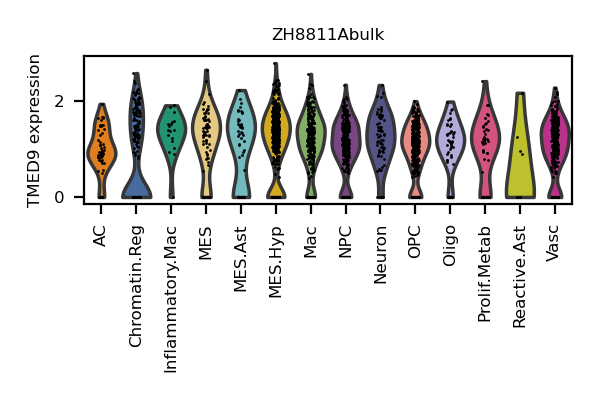 ZH8811Abulk
TMED9 expression
2
0
AC
Chromatin.Reg
Inflammatory.Mac
MES
MES.Ast
MES.Hyp
Mac
NPC
Neuron
OPC
Oligo
Prolif.Metab
Reactive.Ast
Vasc